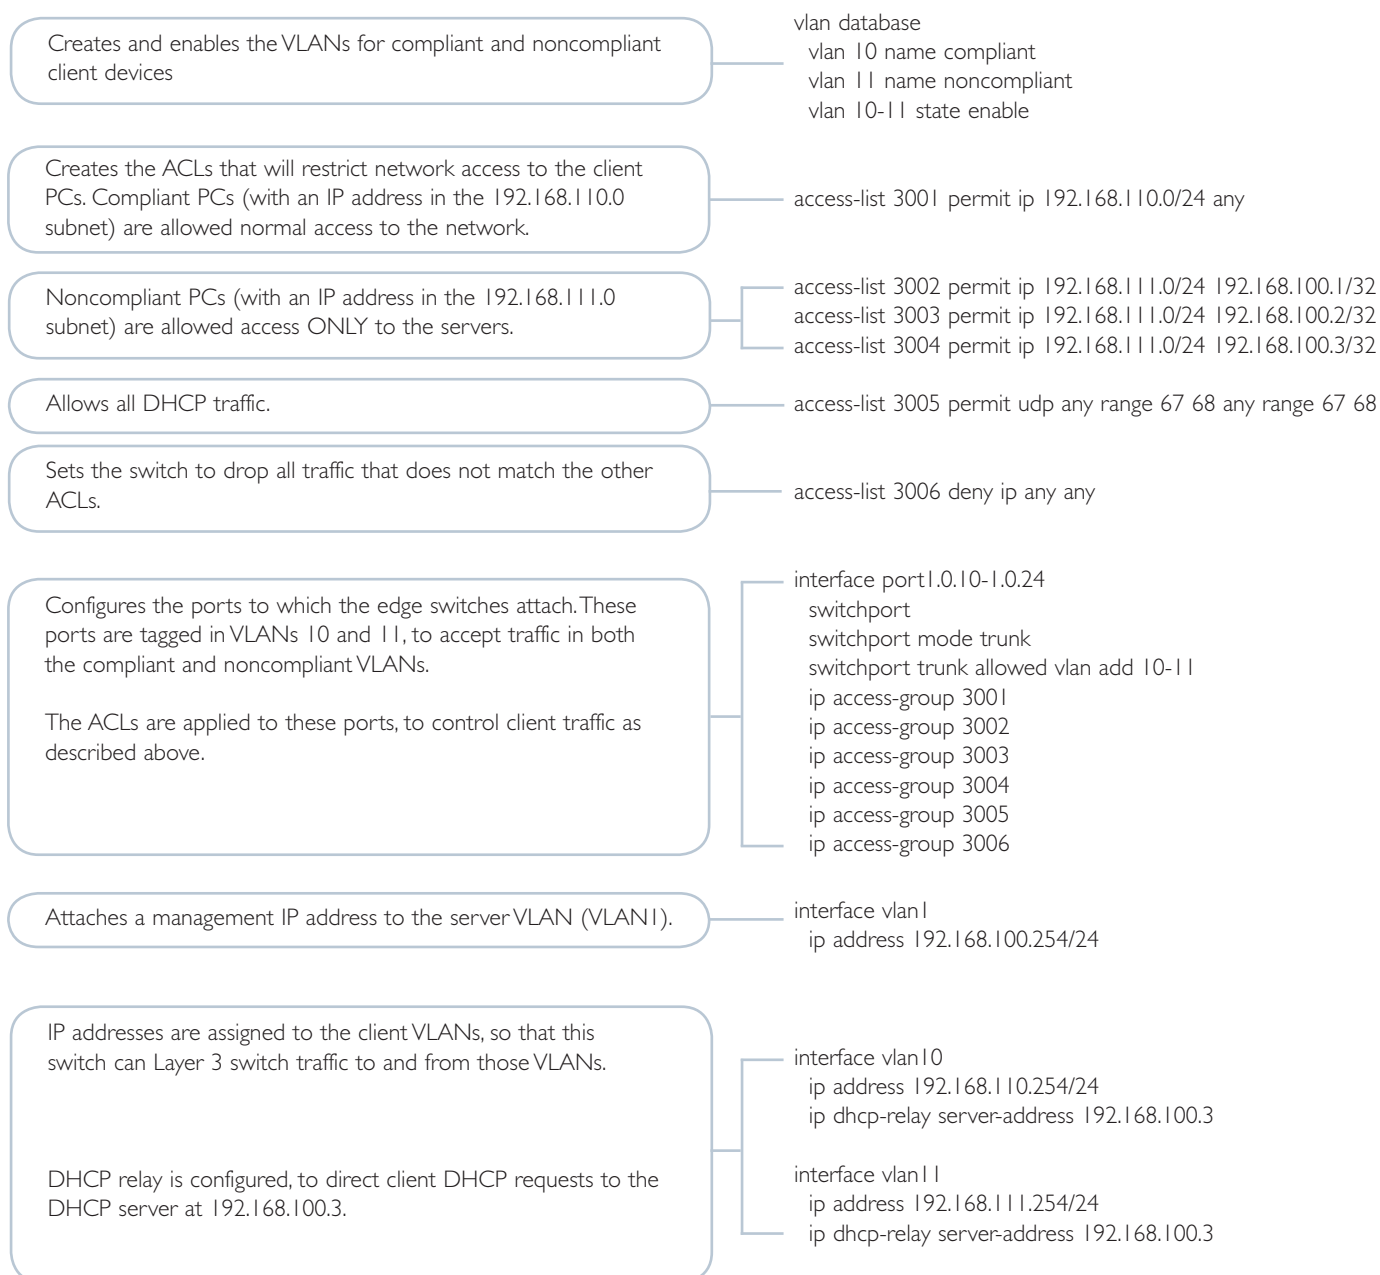 Creates and enables the VLANs for compliant and noncompliant
client devices
vlan database
vlan 10 name compliant
vlan 11 name noncompliant
vlan 10-11 state enable
Creates the ACLs that will restrict network access to the client
PCs. Compliant PCs (with an IP address in the 192.168.110.0
subnet) are allowed normal access to the network.
access-list 3001 permit ip 192.168.110.0/24 any
Noncompliant PCs (with an IP address in the 192.168.111.0
subnet) are allowed access ONLY to the servers.
access-list 3002 permit ip 192.168.111.0/24 192.168.100.1/32
access-list 3003 permit ip 192.168.111.0/24 192.168.100.2/32
access-list 3004 permit ip 192.168.111.0/24 192.168.100.3/32
Allows all DHCP traffic.
access-list 3005 permit udp any range 67 68 any range 67 68
Sets the switch to drop all traffic that does not match the other
ACLs.
access-list 3006 deny ip any any
Configures the ports to which the edge switches attach. These
ports are tagged in VLANs 10 and 11, to accept traffic in both
the compliant and noncompliant VLANs.
The ACLs are applied to these ports, to control client traffic as
described above.
interface port1.0.10-1.0.24
switchport
switchport mode trunk
switchport trunk allowed vlan add 10-11
ip access-group 3001
ip access-group 3002
ip access-group 3003
ip access-group 3004
ip access-group 3005
ip access-group 3006
Attaches a management IP address to the server VLAN (VLAN1).
interface vlan1
ip address 192.168.100.254/24
IP addresses are assigned to the client VLANs, so that this
switch can Layer 3 switch traffic to and from those VLANs.
DHCP relay is configured, to direct client DHCP requests to the
DHCP server at 192.168.100.3.
interface vlan10
ip address 192.168.110.254/24
ip dhcp-relay server-address 192.168.100.3
interface vlan11
ip address 192.168.111.254/24
ip dhcp-relay server-address 192.168.100.3